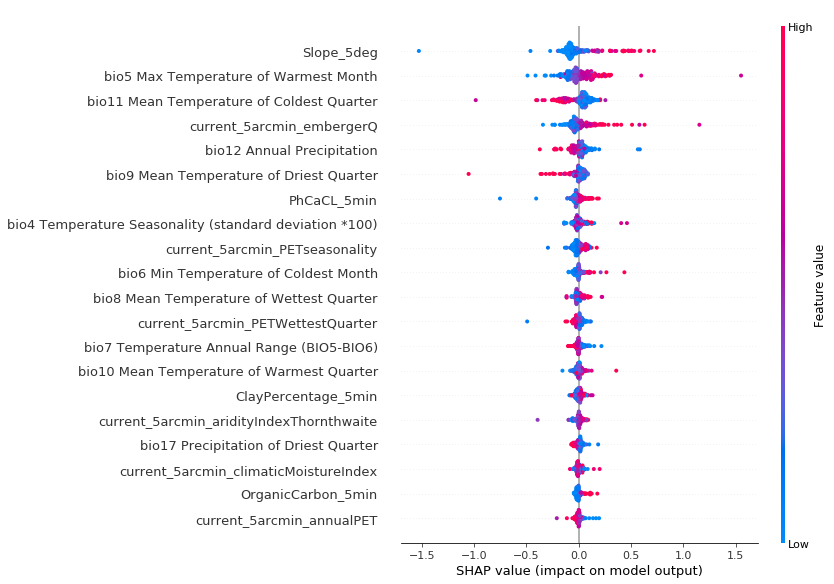 High
Slope_5deg
bio5 Max Temperature of Warmest Month
bio11 Mean Temperature of Coldest Quarter
current_5arcmin_embergerQ
bio12 Annual Precipitation
bio9 Mean Temperature of Driest Quarter
PhCaCL_5min
bio4 Temperature Seasonality (standard deviation *100)
current_5arcmin_PETseasonality
bio6 Min Temperature of Coldest Month
bio8 Mean Temperature of Wettest Quarter
current_5arcmin_PETWettestQuarter
bio7 Temperature Annual Range (BIO5-BIO6)
bio10 Mean Temperature of Warmest Quarter
ClayPercentage_5min
current_5arcmin_aridityIndexThornthwaite
bio17 Precipitation of Driest Quarter
current_5arcmin_climaticMoistureIndex
OrganicCarbon_5min
current_5arcmin_annualPET
Feature value
Low
−1.5 −1.0 −0.5 0.0 0.5 1.0 1.5
SHAP value (impact on model output)